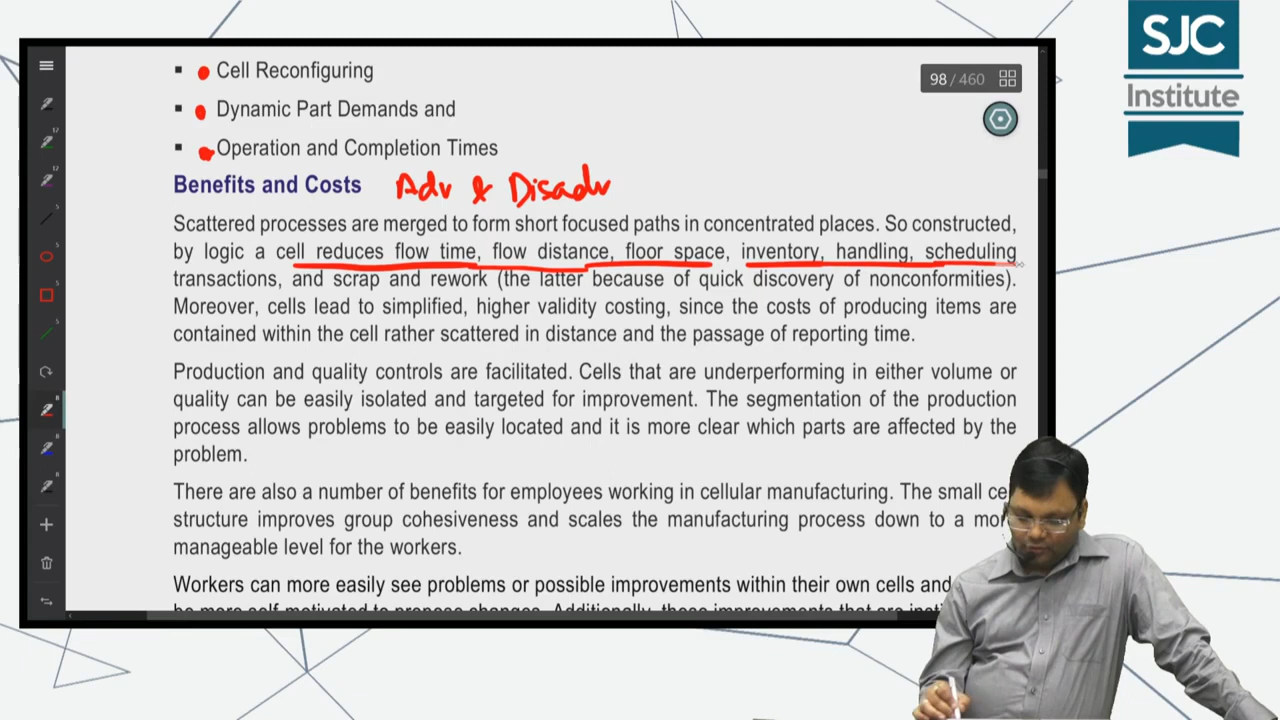 SJC
Institute
98 / 460
▪ Cell Reconfiguring
▪ Dynamic Part Demands and
▪ Operation and Completion Times
Benefits and Costs Adv & Disadv
Scattered processes are merged to form short focused paths in concentrated places. So constructed,
by logic a cell reduces flow time, flow distance, floor space, inventory, handling, scheduling
transactions, and scrap and rework (the latter because of quick discovery of nonconformities).
Moreover, cells lead to simplified, higher validity costing, since the costs of producing items are
contained within the cell rather scattered in distance and the passage of reporting time.
Production and quality controls are facilitated. Cells that are underperforming in either volume or
quality can be easily isolated and targeted for improvement. The segmentation of the production
process allows problems to be easily located and it is more clear which parts are affected by the
problem.
There are also a number of benefits for employees working in cellular manufacturing. The small ce
structure improves group cohesiveness and scales the manufacturing process down to a mor
manageable level for the workers.
Workers can more easily see problems or possible improvements within their own cells and